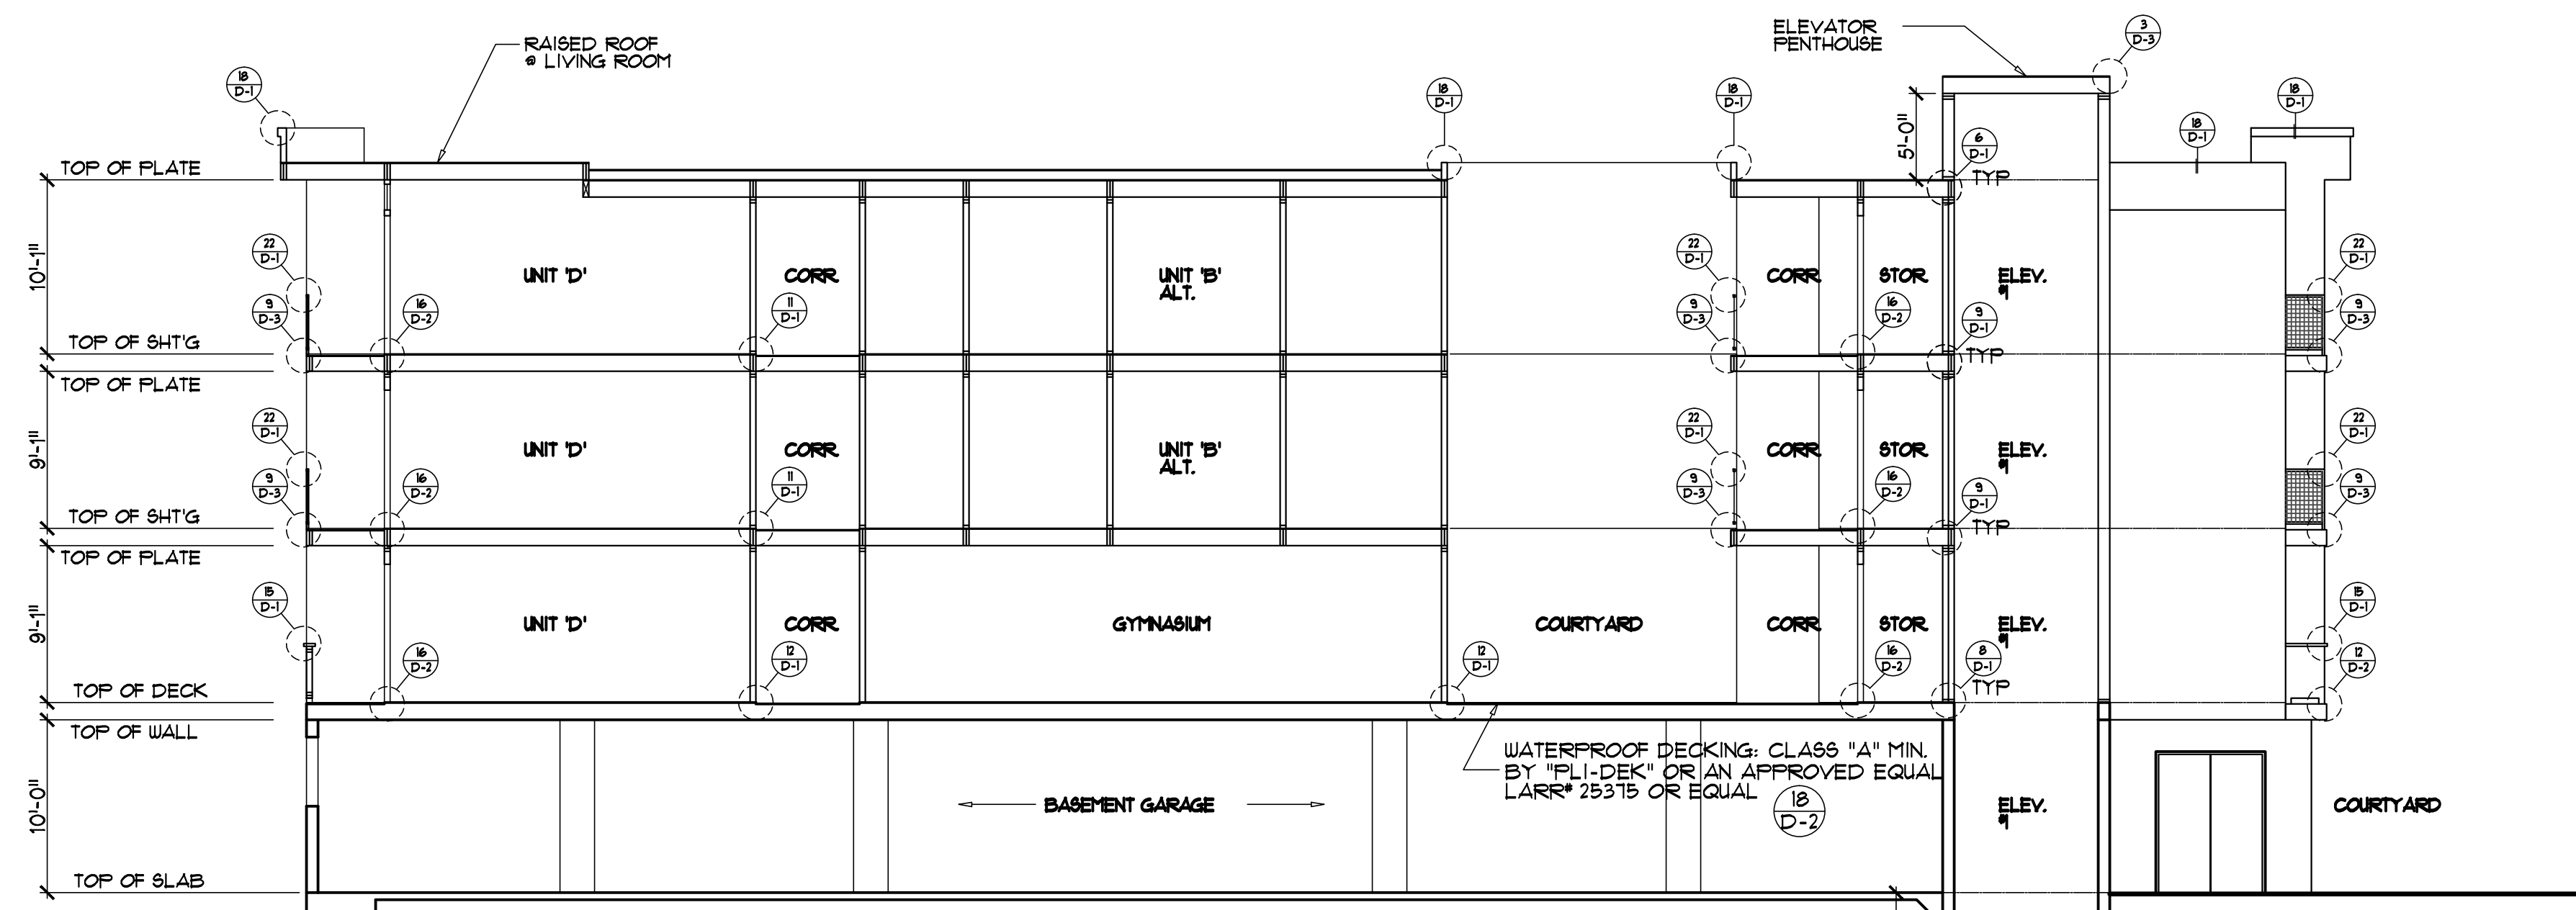 RAISED ROOF
@ LIVING ROOM
ELEVATOR
PENTHOUSE
3
D-3
18
D-1
18
D-1
18
D-1
18
D-1
18
D-1
5'-0"
6
D-1
TYP
TOP OF PLATE
10'-1"
22
D-1
9
D-3
16
D-2
UNIT 'D'
CORR.
11
D-1
UNIT 'B'
ALT.
22
D-1
9
D-3
CORR.
STOR.
16
D-2
ELEV.
#1
9
D-1
TYP
22
D-1
9
D-3
TOP OF SHT'G
TOP OF PLATE
9'-1"
22
D-1
9
D-3
16
D-2
UNIT 'D'
CORR.
11
D-1
UNIT 'B'
ALT.
22
D-1
9
D-3
CORR.
STOR.
16
D-2
ELEV.
#1
9
D-1
TYP
22
D-1
9
D-3
TOP OF SHT'G
TOP OF PLATE
9'-1"
15
D-1
16
D-2
UNIT 'D'
CORR.
12
D-1
GYMNASIUM
12
D-1
COURTYARD
CORR.
STOR.
16
D-2
ELEV.
#1
8
D-1
TYP
15
D-1
12
D-2
TOP OF DECK
TOP OF WALL
10'-0"
WATERPROOF DECKING: CLASS "A" MIN.
BY "PLI-DEK" OR AN APPROVED EQUAL
LARR# 25375 OR EQUAL
18
D-2
BASEMENT GARAGE
ELEV.
#1
COURTYARD
TOP OF SLAB